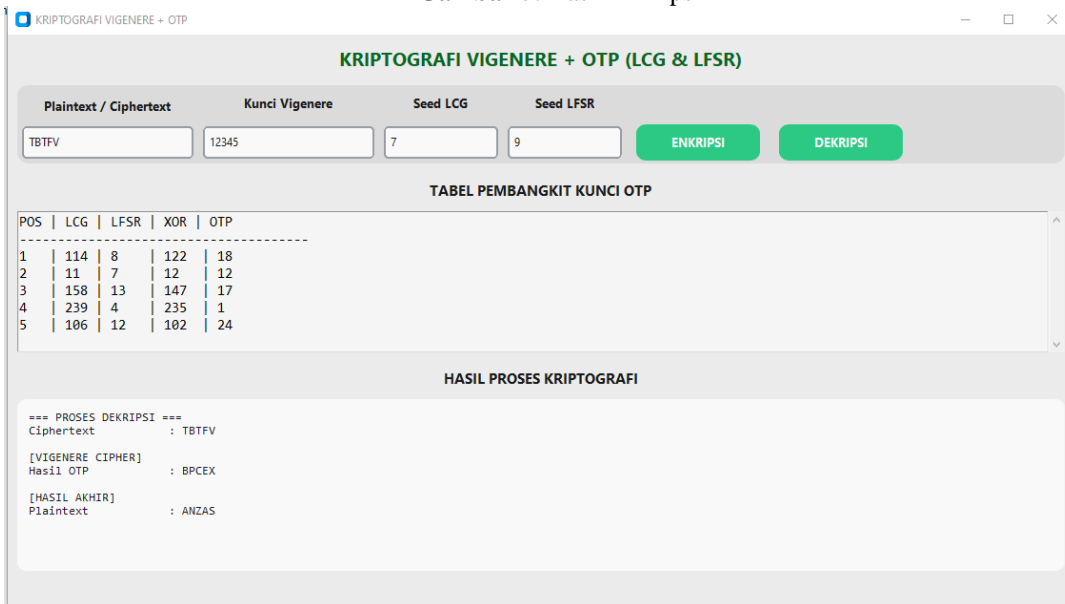 KRIPTOGRAFI VIGENERE + OTP
KRIPTOGRAFI VIGENERE + OTP (LCG & LFSR)
Plaintext / Ciphertext Kunci Vigenere Seed LCG Seed LFSR
TBTFV 12345 7 9 ENKRIPSI DEKRIPSI
TABEL PEMBANGKIT KUNCI OTP
POS | LCG | LFSR | XOR | OTP
--------------------------------------
1 | 114 | 8 | 122 | 18
2 | 11 | 7 | 12 | 12
3 | 158 | 13 | 147 | 17
4 | 239 | 4 | 235 | 1
5 | 106 | 12 | 102 | 24
HASIL PROSES KRIPTOGRAFI
=== PROSES DEKRIPSI ===
Ciphertext : TBTFV
[VIGENERE CIPHER]
Hasil OTP : BPCEX
[HASIL AKHIR]
Plaintext : ANZAS